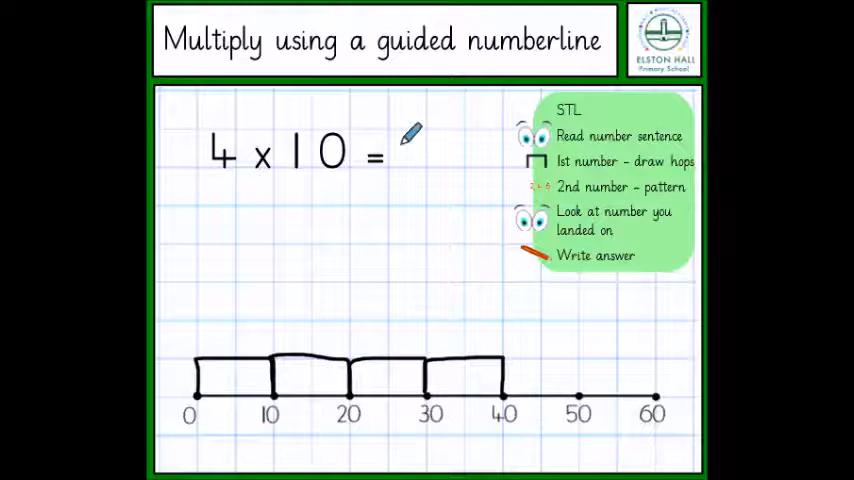 Multiply using a guided numberline
ELSTON HALL
Primary School
4 x 10 =
STL
Read number sentence
1st number - draw hops
2nd number - pattern
Look at number you
landed on
Write answer
0 10 20 30 40 50 60